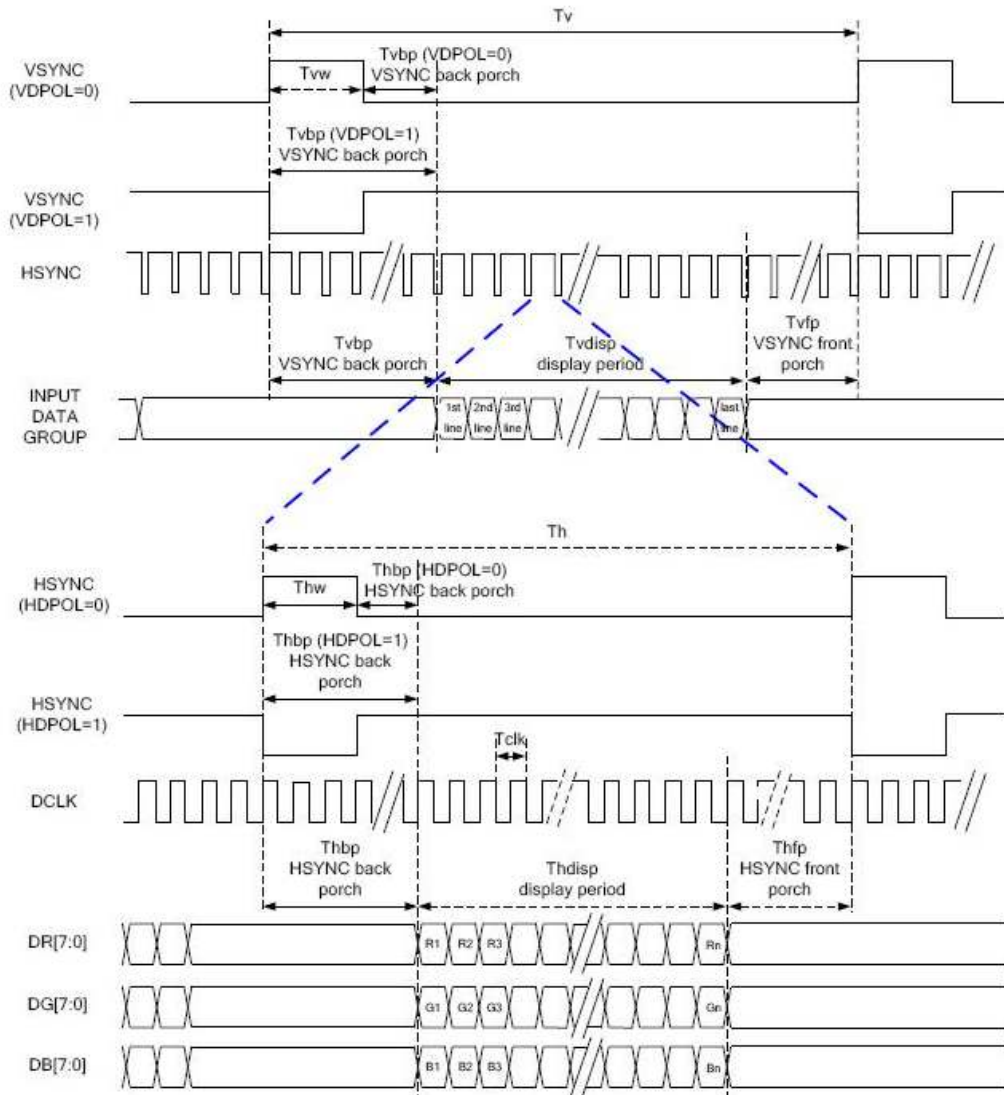 Tv
VSYNC
(VDPOL=0)
Tvw
Tvbp (VDPOL=0)
VSYNC back porch
Tvbp (VDPOL=1)
VSYNC back porch
VSYNC
(VDPOL=1)
HSYNC
Tvbp
VSYNC back porch
Tvdisp
display period
Tvfp
VSYNC front
porch
INPUT
DATA
GROUP
1st
line
2nd
line
3rd
line
last
line
Th
HSYNC
(HDPOL=0)
Thw
Thbp (HDPOL=0)
HSYNC back porch
Thbp (HDPOL=1)
HSYNC back
porch
HSYNC
(HDPOL=1)
Tclk
DCLK
Thbp
HSYNC back
porch
Thdisp
display period
Thfp
HSYNC front
porch
DR[7:0]
R1 R2 R3 Rn
DG[7:0]
G1 G2 G3 Gn
DB[7:0]
B1 B2 B3 Bn